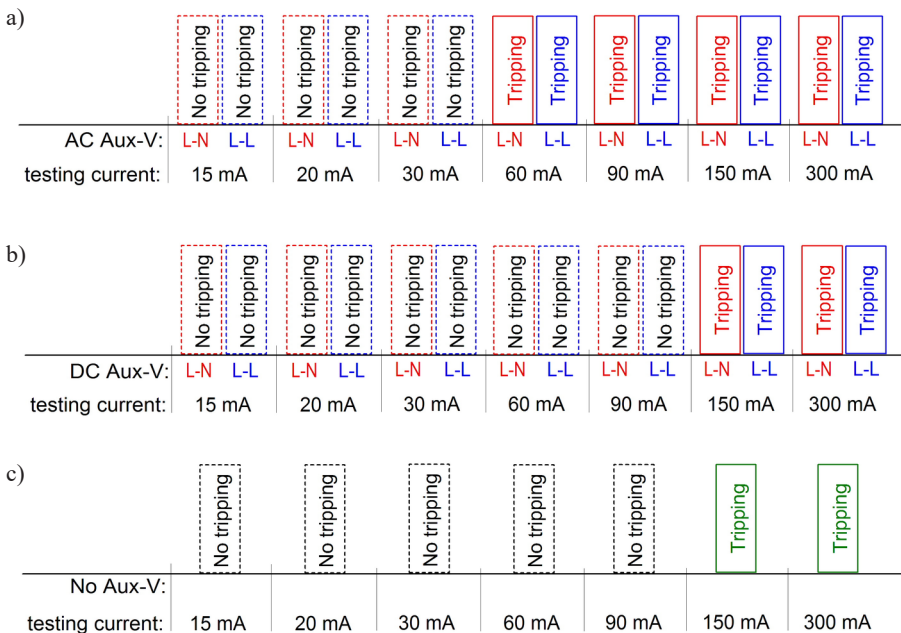 a)
No tripping No tripping No tripping No tripping No tripping No tripping Tripping Tripping Tripping Tripping Tripping Tripping Tripping Tripping
AC Aux-V: L-N L-L L-N L-L L-N L-L L-N L-L L-N L-L L-N L-L L-N L-L
testing current: 15 mA 20 mA 30 mA 60 mA 90 mA 150 mA 300 mA
b)
No tripping No tripping No tripping No tripping No tripping No tripping No tripping No tripping No tripping No tripping Tripping Tripping Tripping Tripping
DC Aux-V: L-N L-L L-N L-L L-N L-L L-N L-L L-N L-L L-N L-L L-N L-L
testing current: 15 mA 20 mA 30 mA 60 mA 90 mA 150 mA 300 mA
c)
No tripping No tripping No tripping No tripping No tripping Tripping Tripping
No Aux-V:
testing current: 15 mA 20 mA 30 mA 60 mA 90 mA 150 mA 300 mA